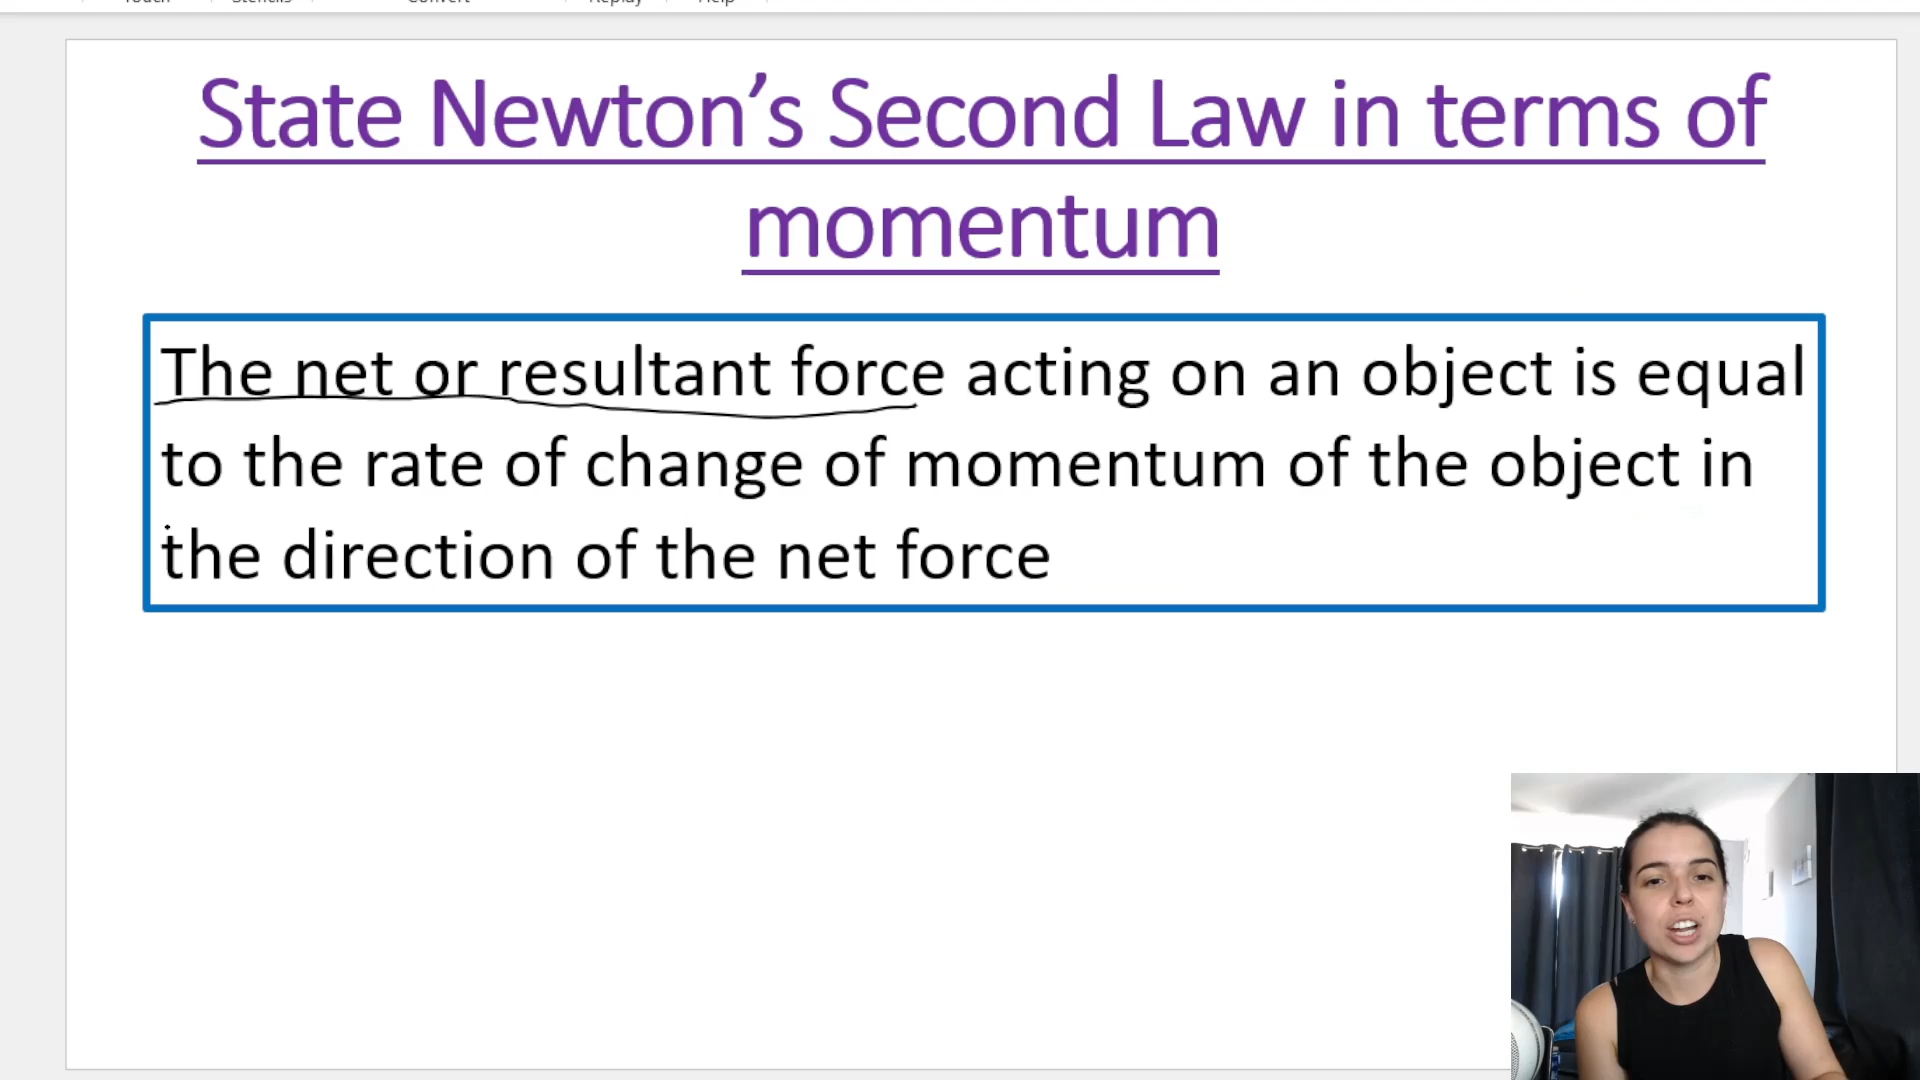 Touch Stencils Convert Replay Help
State Newton’s Second Law in terms of
momentum
The net or resultant force acting on an object is equal
to the rate of change of momentum of the object in
the direction of the net force